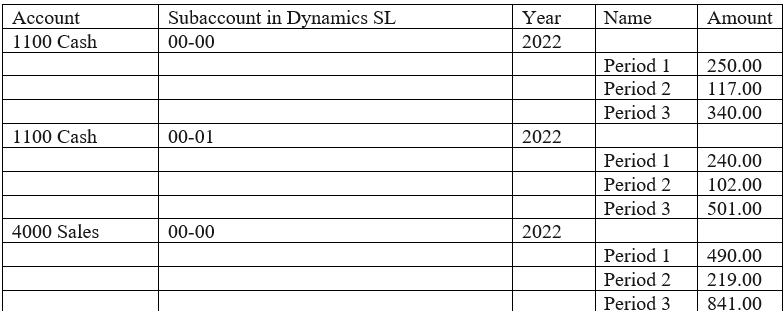 Account Subaccount in Dynamics SL Year Name Amount
1100 Cash 00-00 2022
Period 1 250.00
Period 2 117.00
Period 3 340.00
1100 Cash 00-01 2022
Period 1 240.00
Period 2 102.00
Period 3 501.00
4000 Sales 00-00 2022
Period 1 490.00
Period 2 219.00
Period 3 841.00